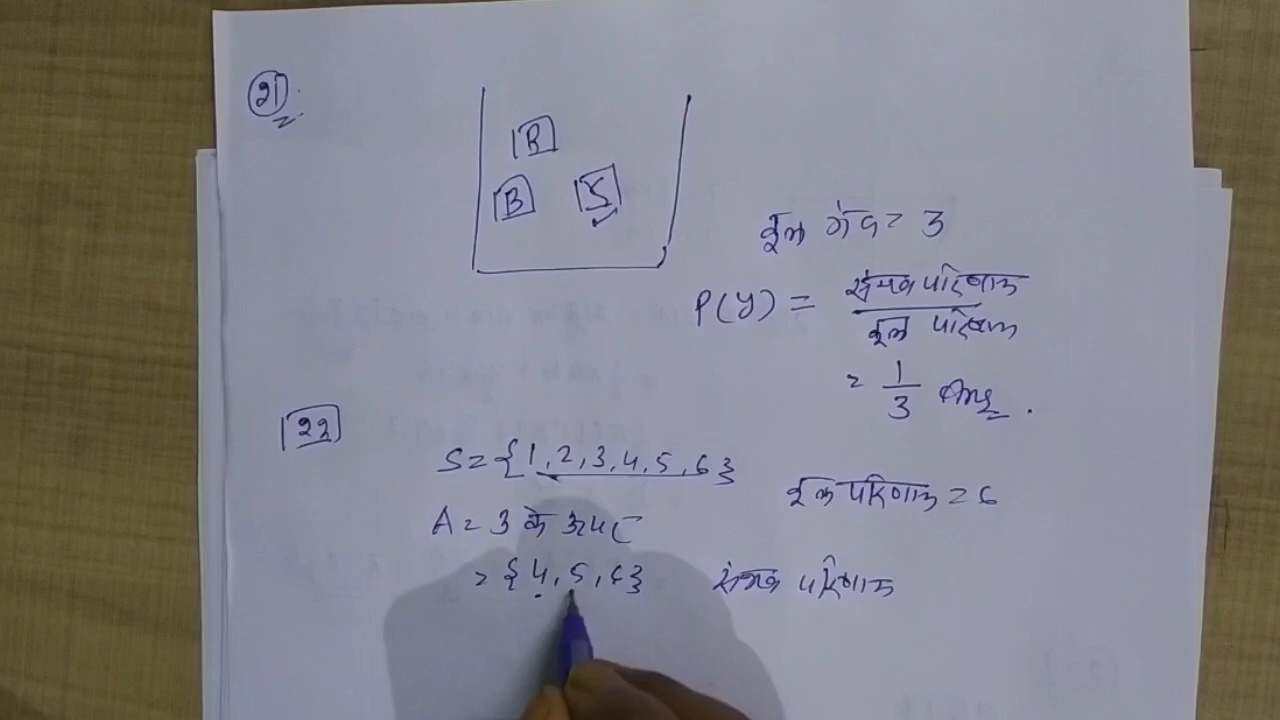 21
B
B Y
कुल गेंद = 3
P(y) = संभव परिणाम / कुल परिणाम
= 1/3 Ans.
22
S = {1, 2, 3, 4, 5, 6}
कुल परिणाम = 6
A = 3 के ऊपर
= {4, 5, 6} संभव परिणाम